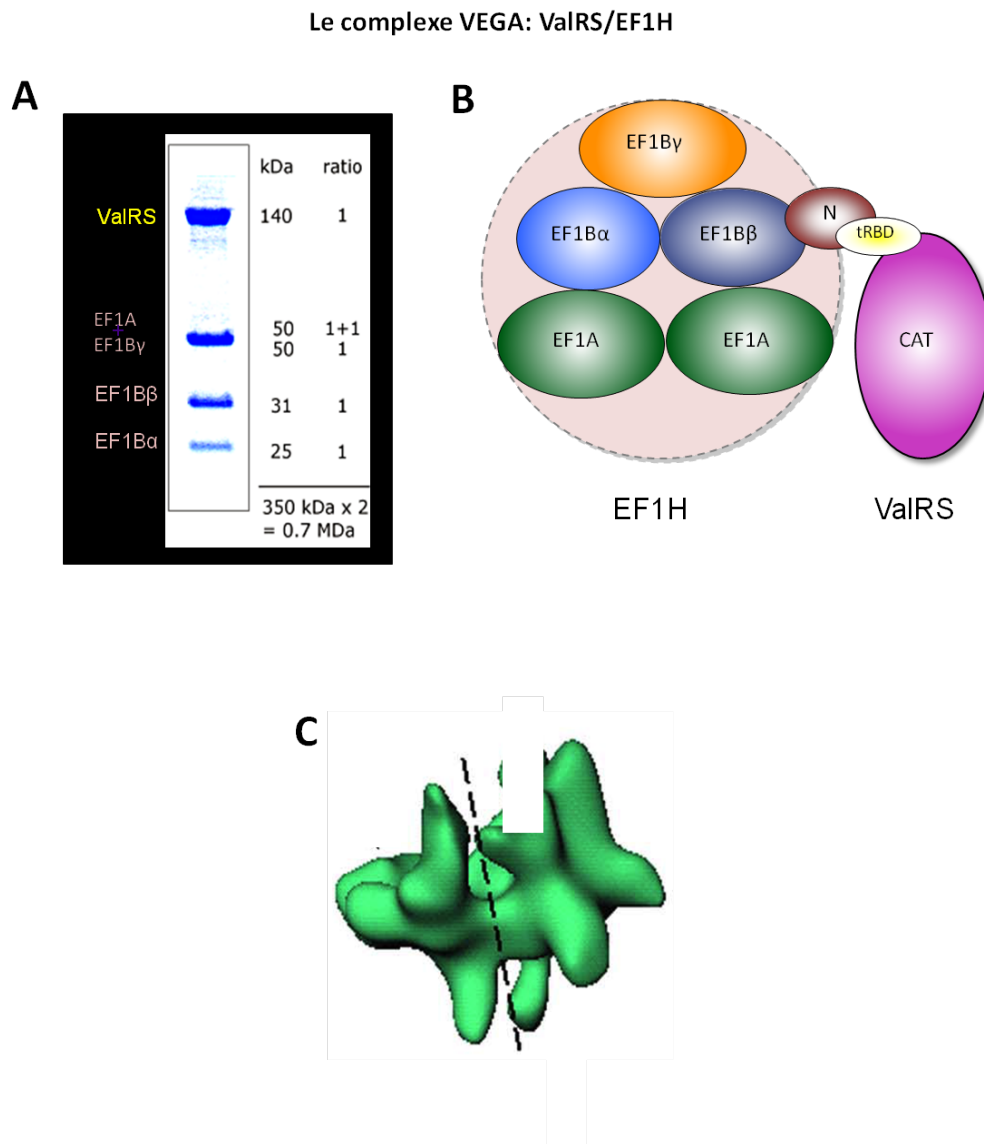 Le complexe VEGA: ValRS/EF1H
A
kDa ratio
ValRS 140 1
EF1A 50 1+1
+
EF1Bγ 50 1
EF1Bβ 31 1
EF1Bα 25 1
350 kDa x 2
= 0.7 MDa
B
EF1Bγ
EF1Bα EF1Bβ N tRBD
EF1A EF1A CAT
EF1H ValRS
C